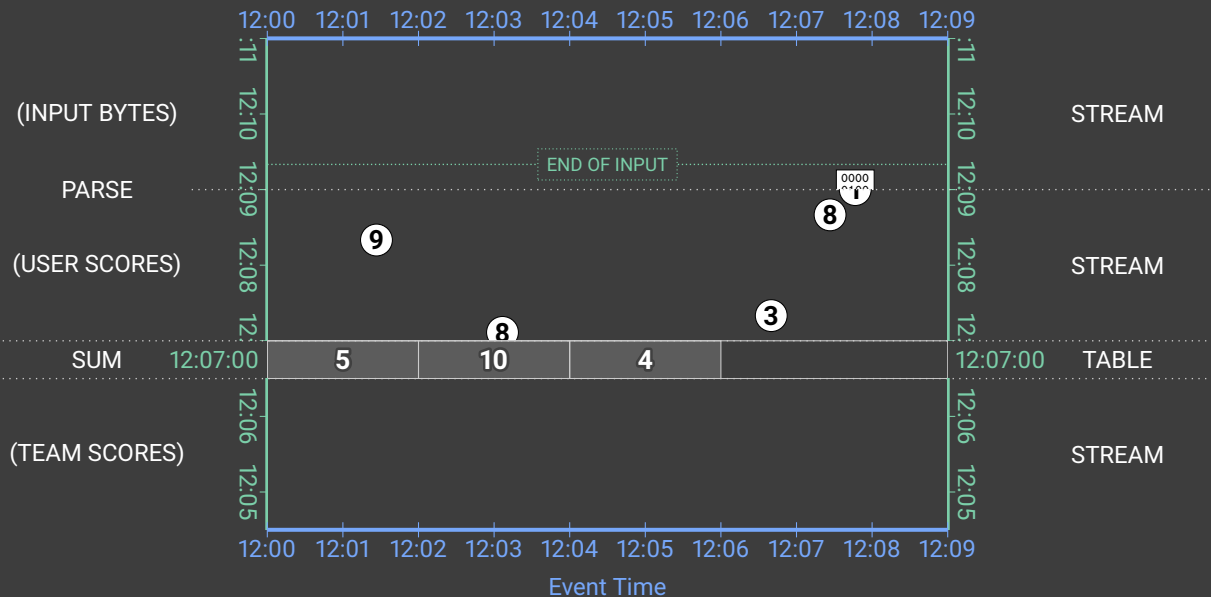 12:00 12:01 12:02 12:03 12:04 12:05 12:06 12:07 12:08 12:09
:11 :11
(INPUT BYTES) 12:10 12:10 STREAM
END OF INPUT
0000
PARSE 12:09 12:09
8
9
(USER SCORES) 12:08 12:08 STREAM
3
8
12: 12:
SUM 12:07:00 5 10 4 12:07:00 TABLE
12:06 12:06
(TEAM SCORES) STREAM
12:05 12:05
12:00 12:01 12:02 12:03 12:04 12:05 12:06 12:07 12:08 12:09
Event Time